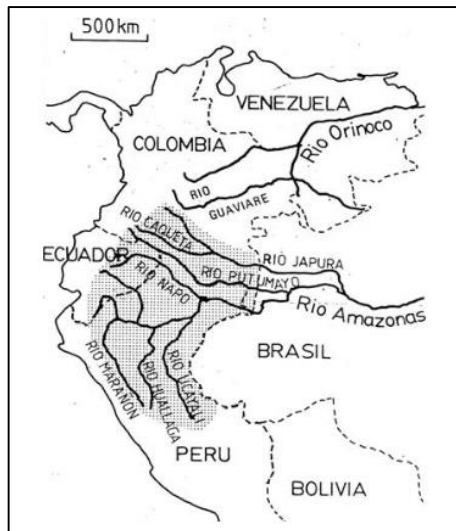 500km
VENEZUELA
Rio Orinoco
COLOMBIA
RIO
GUAVIARE
RIO CAQUETA
ECUADOR
RIO JAPURA
RIO PUTUMAYO
RIO NAPO
Rio Amazonas
BRASIL
RIO MARAÑON
RIO HUALLAGA
RIO UCAYALI
PERU
BOLIVIA